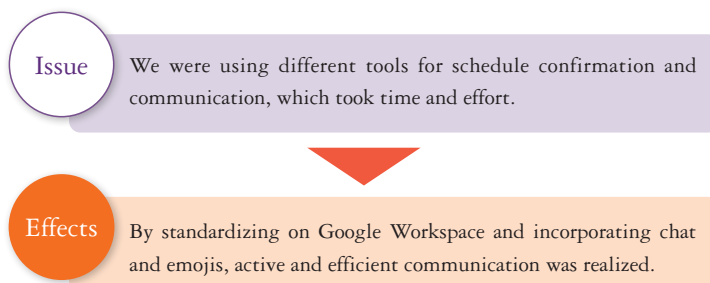 Issue
We were using different tools for schedule confirmation and
communication, which took time and effort.
Effects
By standardizing on Google Workspace and incorporating chat
and emojis, active and efficient communication was realized.